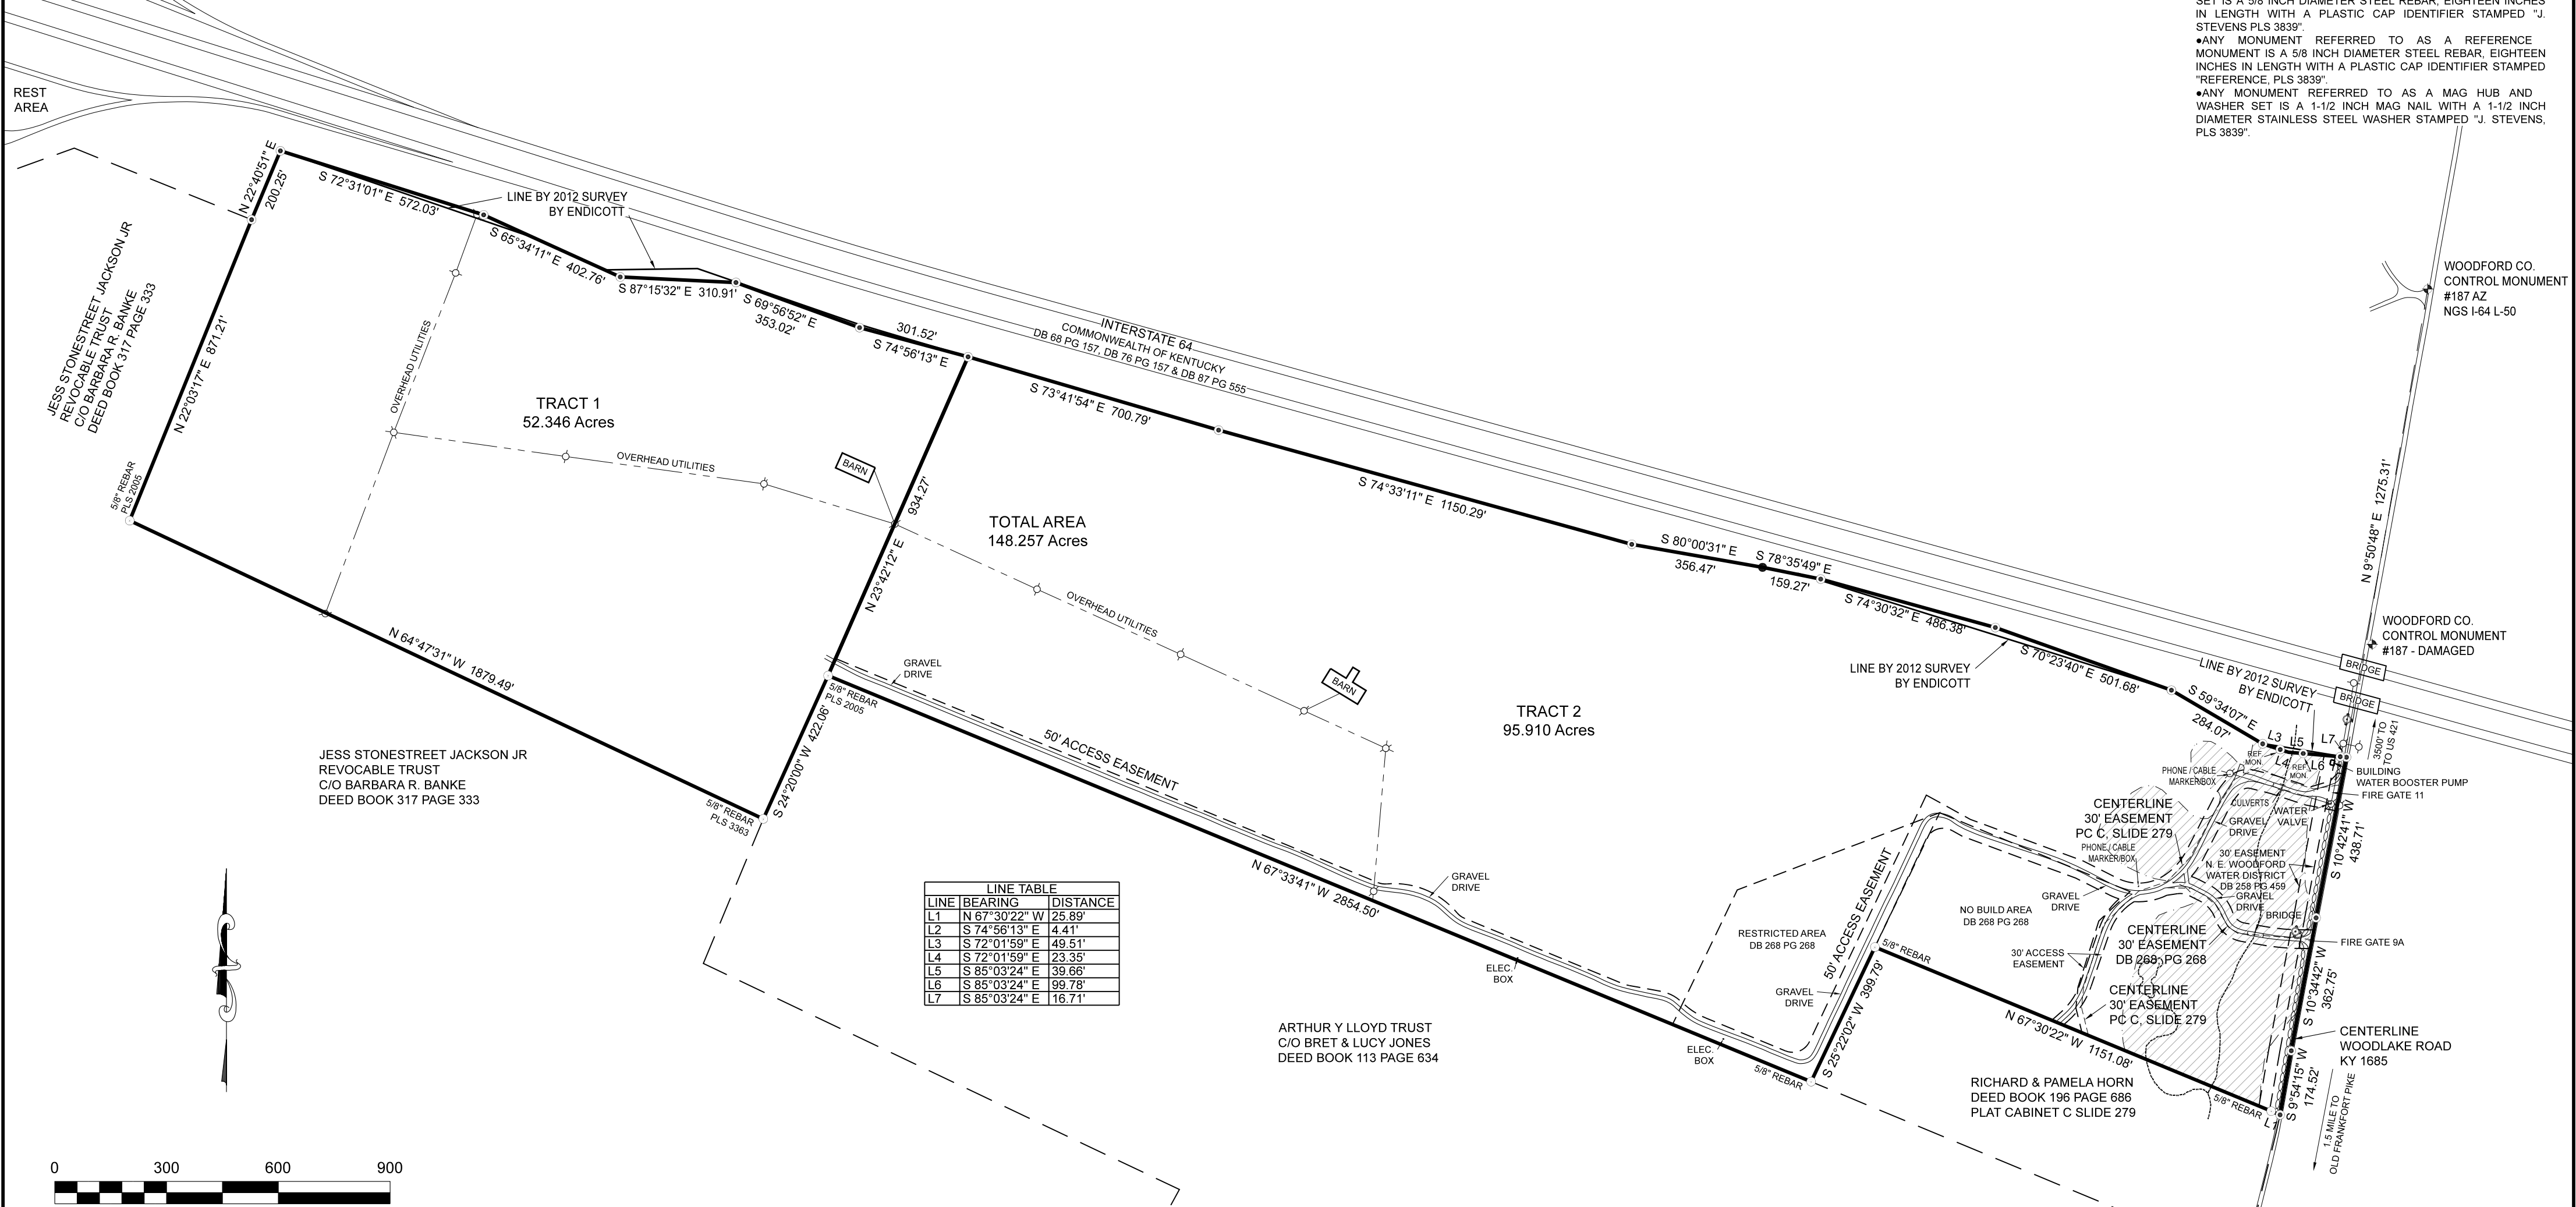 SET IS A 5/8 INCH DIAMETER STEEL REBAR, EIGHTEEN INCHES
IN LENGTH WITH A PLASTIC CAP IDENTIFIER STAMPED "J.
STEVENS PLS 3839".
●ANY MONUMENT REFERRED TO AS A REFERENCE
MONUMENT IS A 5/8 INCH DIAMETER STEEL REBAR, EIGHTEEN
INCHES IN LENGTH WITH A PLASTIC CAP IDENTIFIER STAMPED
"REFERENCE, PLS 3839".
●ANY MONUMENT REFERRED TO AS A MAG HUB AND
WASHER SET IS A 1-1/2 INCH MAG NAIL WITH A 1-1/2 INCH
DIAMETER STAINLESS STEEL WASHER STAMPED "J. STEVENS,
PLS 3839".
REST
AREA
N 22°40'51" E
200.25'
S 72°31'01" E 572.03'
LINE BY 2012 SURVEY
BY ENDICOTT
S 65°34'11" E 402.76'
S 87°15'32" E 310.91'
S 69°56'52" E
353.02'
301.52'
S 74°56'13" E
INTERSTATE 64
COMMONWEALTH OF KENTUCKY
DB 68 PG 157, DB 76 PG 157 & DB 87 PG 555
WOODFORD CO.
CONTROL MONUMENT
#187 AZ
NGS I-64 L-50
JESS STONESTREET JACKSON JR
REVOCABLE TRUST
C/O BARBARA R. BANKE
DEED BOOK 317 PAGE 333
N 22°03'17" E 871.21'
OVERHEAD UTILITIES
TRACT 1
52.346 Acres
S 73°41'54" E 700.79'
OVERHEAD UTILITIES
BARN
5/8" REBAR
PLS 2005
934.27'
N 23°42'12" E
TOTAL AREA
148.257 Acres
S 74°33'11" E 1150.29'
S 80°00'31" E
356.47'
S 78°35'49" E
159.27'
S 74°30'32" E 486.38'
N 9°50'48" E 1275.31'
WOODFORD CO.
CONTROL MONUMENT
#187 - DAMAGED
BRIDGE
BRIDGE
OVERHEAD UTILITIES
N 64°47'31" W 1879.49'
GRAVEL
DRIVE
5/8" REBAR
PLS 2005
BARN
LINE BY 2012 SURVEY
BY ENDICOTT
S 70°23'40" E 501.68'
LINE BY 2012 SURVEY
BY ENDICOTT
S 59°34'07" E
284.07'
L3
L5
L7
L4
L6
REF.
MON.
REF.
MON.
3500' TO
TO US 421
TRACT 2
95.910 Acres
JESS STONESTREET JACKSON JR
REVOCABLE TRUST
C/O BARBARA R. BANKE
DEED BOOK 317 PAGE 333
S 24°20'00" W 422.06'
5/8" REBAR
PLS 3363
50' ACCESS EASEMENT
PHONE / CABLE
MARKER/BOX
BUILDING
WATER BOOSTER PUMP
FIRE GATE 11
CULVERTS
WATER
VALVE
CENTERLINE
30' EASEMENT
PC C, SLIDE 279
GRAVEL
DRIVE
S 10°42'41" W
438.71'
PHONE / CABLE
MARKER/BOX
30' EASEMENT
N. E. WOODFORD
WATER DISTRICT
DB 258 PG 459
N 67°33'41" W 2854.50'
GRAVEL
DRIVE
50' ACCESS EASEMENT
GRAVEL
DRIVE
GRAVEL
DRIVE
BRIDGE
LINE TABLE
LINE BEARING DISTANCE
L1 N 67°30'22" W 25.89'
L2 S 74°56'13" E 4.41'
L3 S 72°01'59" E 49.51'
L4 S 72°01'59" E 23.35'
L5 S 85°03'24" E 39.66'
L6 S 85°03'24" E 99.78'
L7 S 85°03'24" E 16.71'
NO BUILD AREA
DB 268 PG 268
RESTRICTED AREA
DB 268 PG 268
5/8" REBAR
30' ACCESS
EASEMENT
CENTERLINE
30' EASEMENT
DB 268, PG 268
FIRE GATE 9A
ELEC.
BOX
GRAVEL
DRIVE
S 25°22'02" W 399.79'
CENTERLINE
30' EASEMENT
PC C, SLIDE 279
S 10°34'42" W
362.75'
N 67°30'22" W 1151.08'
ARTHUR Y LLOYD TRUST
C/O BRET & LUCY JONES
DEED BOOK 113 PAGE 634
ELEC.
BOX
5/8" REBAR
CENTERLINE
WOODLAKE ROAD
KY 1685
RICHARD & PAMELA HORN
DEED BOOK 196 PAGE 686
PLAT CABINET C SLIDE 279
5/8" REBAR
L1
S 9°54'15" W
174.52'
1.5 MILE TO
OLD FRANKFORT PIKE
0 300 600 900